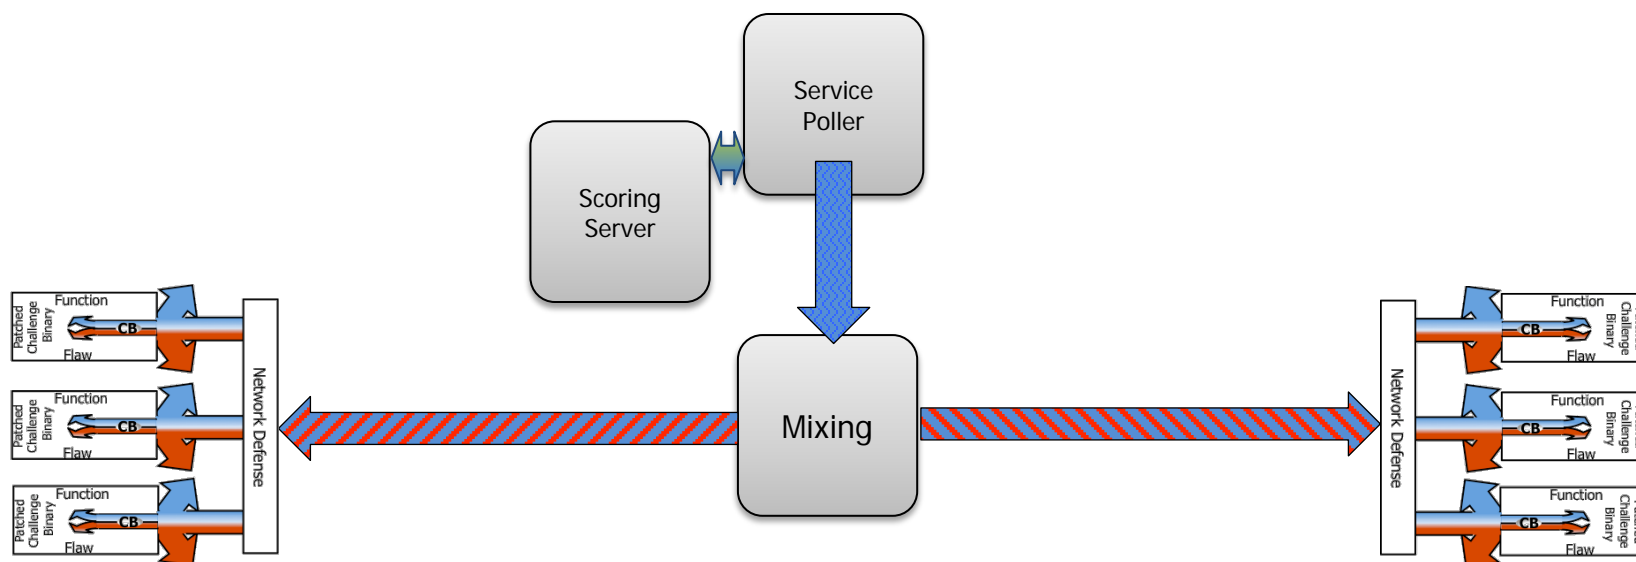 Service
Poller
Scoring
Server
Mixing
Network Defense
Network Defense
Patched
Challenge
Binary
Function
CB
Flaw
Patched
Challenge
Binary
Function
CB
Flaw
Patched
Challenge
Binary
Function
CB
Flaw
Function
CB
Flaw
Challenge
Binary
Function
CB
Flaw
Challenge
Binary
Function
CB
Flaw
Challenge
Binary